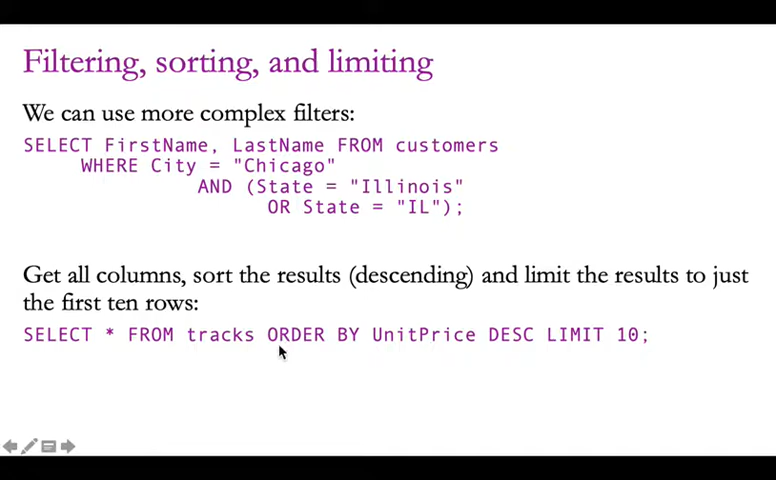 Filtering, sorting, and limiting
We can use more complex filters:
SELECT FirstName, LastName FROM customers
WHERE City = "Chicago"
AND (State = "Illinois"
OR State = "IL");
Get all columns, sort the results (descending) and limit the results to just
the first ten rows:
SELECT * FROM tracks ORDER BY UnitPrice DESC LIMIT 10;